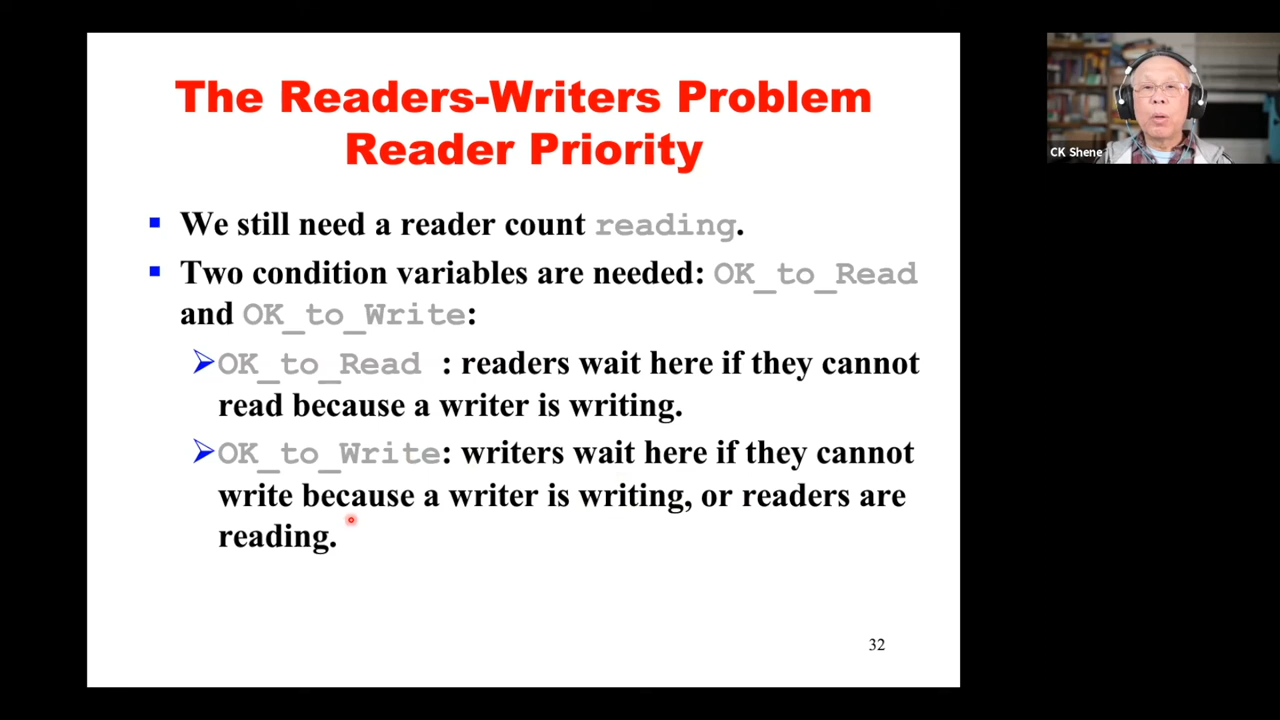 The Readers-Writers Problem
Reader Priority
▪ We still need a reader count reading.
▪ Two condition variables are needed: OK_to_Read
and OK_to_Write:
➢OK_to_Read : readers wait here if they cannot
read because a writer is writing.
➢OK_to_Write: writers wait here if they cannot
write because a writer is writing, or readers are
reading.
32
CK Shene